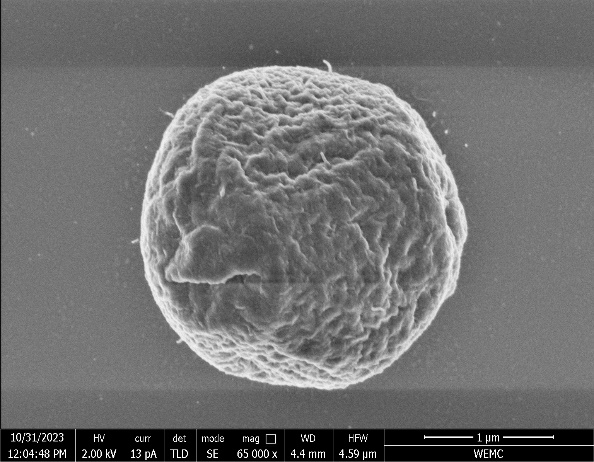 10/31/2023 HV curr det mode mag WD HFW 1 µm
12:04:48 PM 2.00 kV 13 pA TLD SE 65 000 x 4.4 mm 4.59 µm WEMC